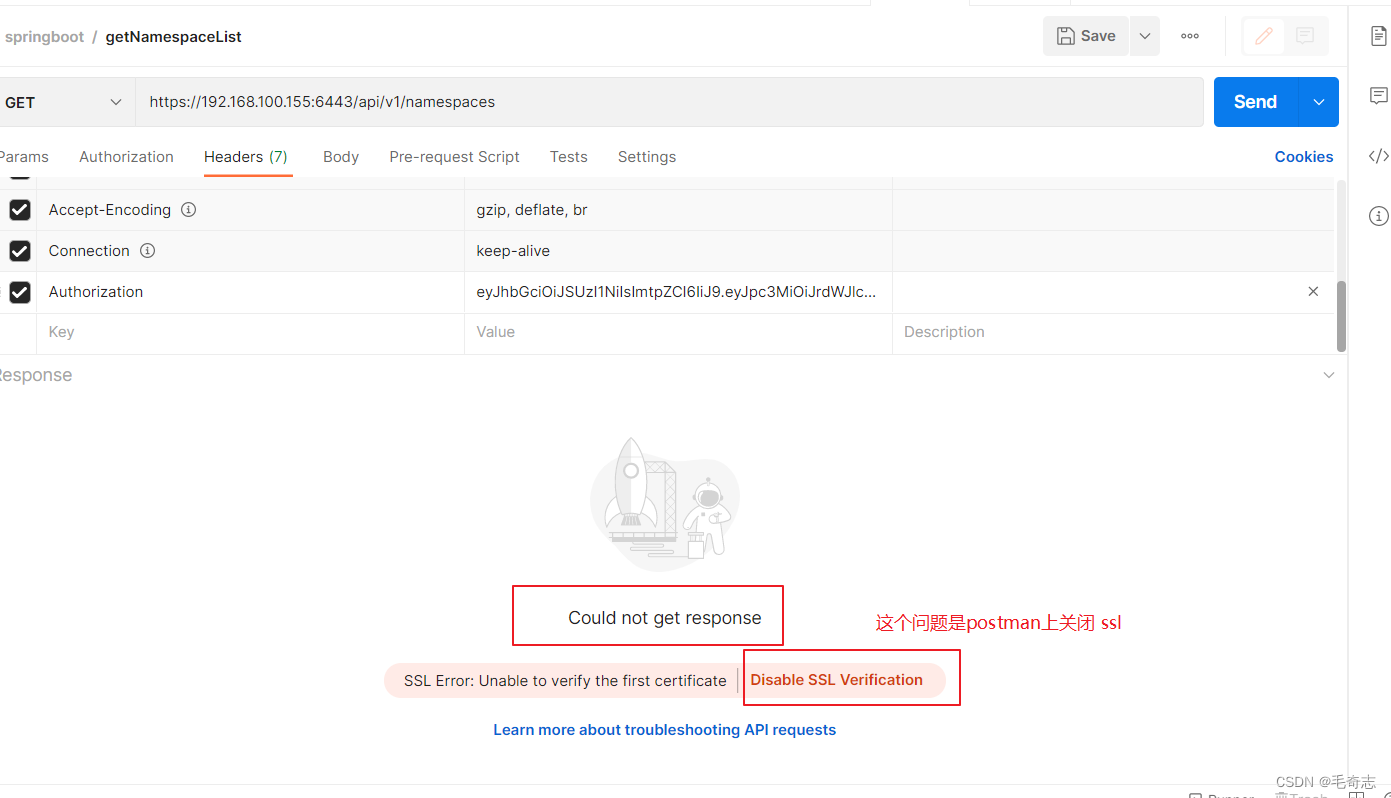 springboot / getNamespaceList
Save
GET
https://192.168.100.155:6443/api/v1/namespaces
Send
Params
Authorization
Headers (7)
Body
Pre-request Script
Tests
Settings
Cookies
Accept-Encoding
gzip, deflate, br
Connection
keep-alive
Authorization
eyJhbGciOiJSUzI1NiIsImtpZCI6IiJ9.eyJpc3MiOiJrdWJlc...
Key
Value
Description
Response
Could not get response
这个问题是postman上关闭 ssl
SSL Error: Unable to verify the first certificate
Disable SSL Verification
Learn more about troubleshooting API requests
CSDN @毛奇志
Runner
Trash